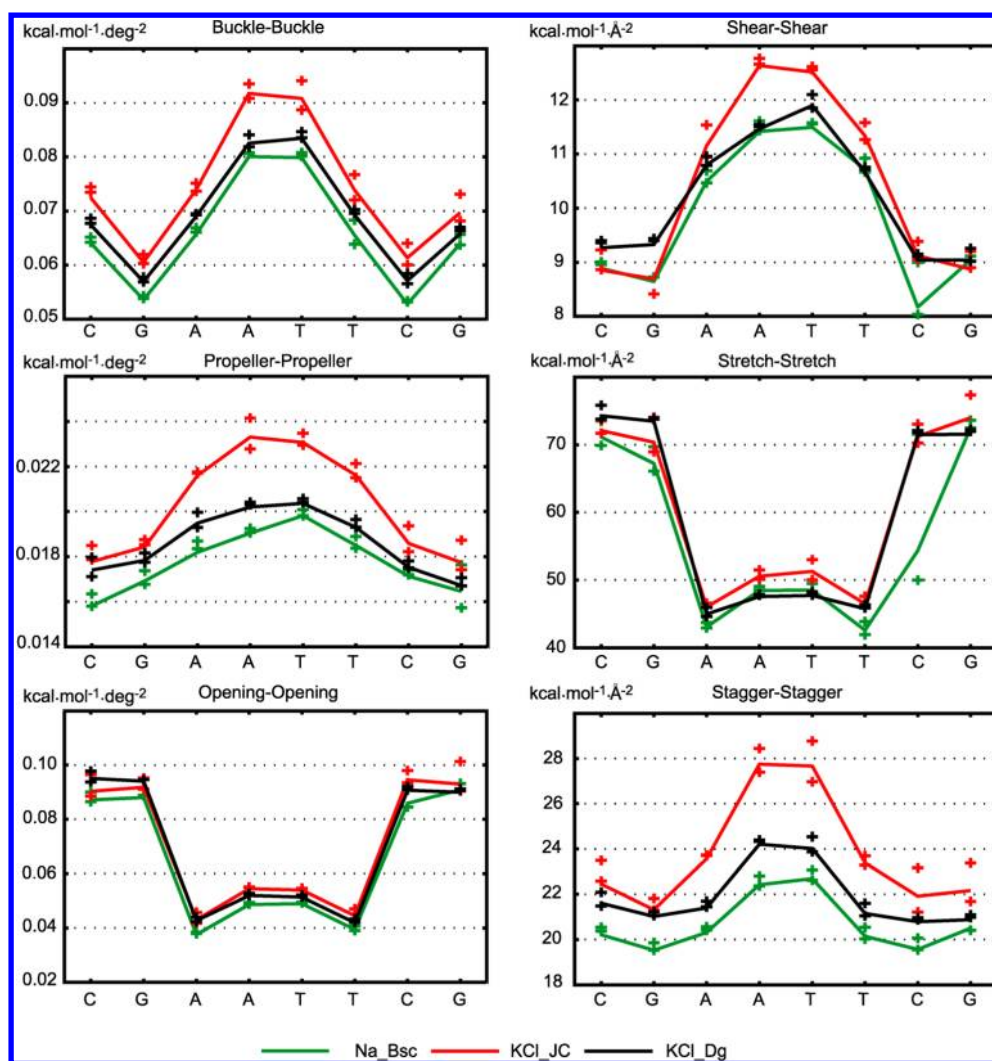 kcal.mol-1.deg-2 Buckle-Buckle
0.09
0.08
0.07
0.06
0.05
C G A A T T C G
kcal.mol-1.Å-2 Shear-Shear
12
11
10
9
8
C G A A T T C G
kcal.mol-1.deg-2 Propeller-Propeller
0.022
0.018
0.014
C G A A T T C G
kcal.mol-1.Å-2 Stretch-Stretch
70
50
40
C G A A T T C G
kcal.mol-1.deg-2 Opening-Opening
0.10
0.08
0.06
0.04
0.02
C G A A T T C G
kcal.mol-1.Å-2 Stagger-Stagger
28
26
24
22
20
18
C G A A T T C G
Na_Bsc KCl_JC KCl_Dg